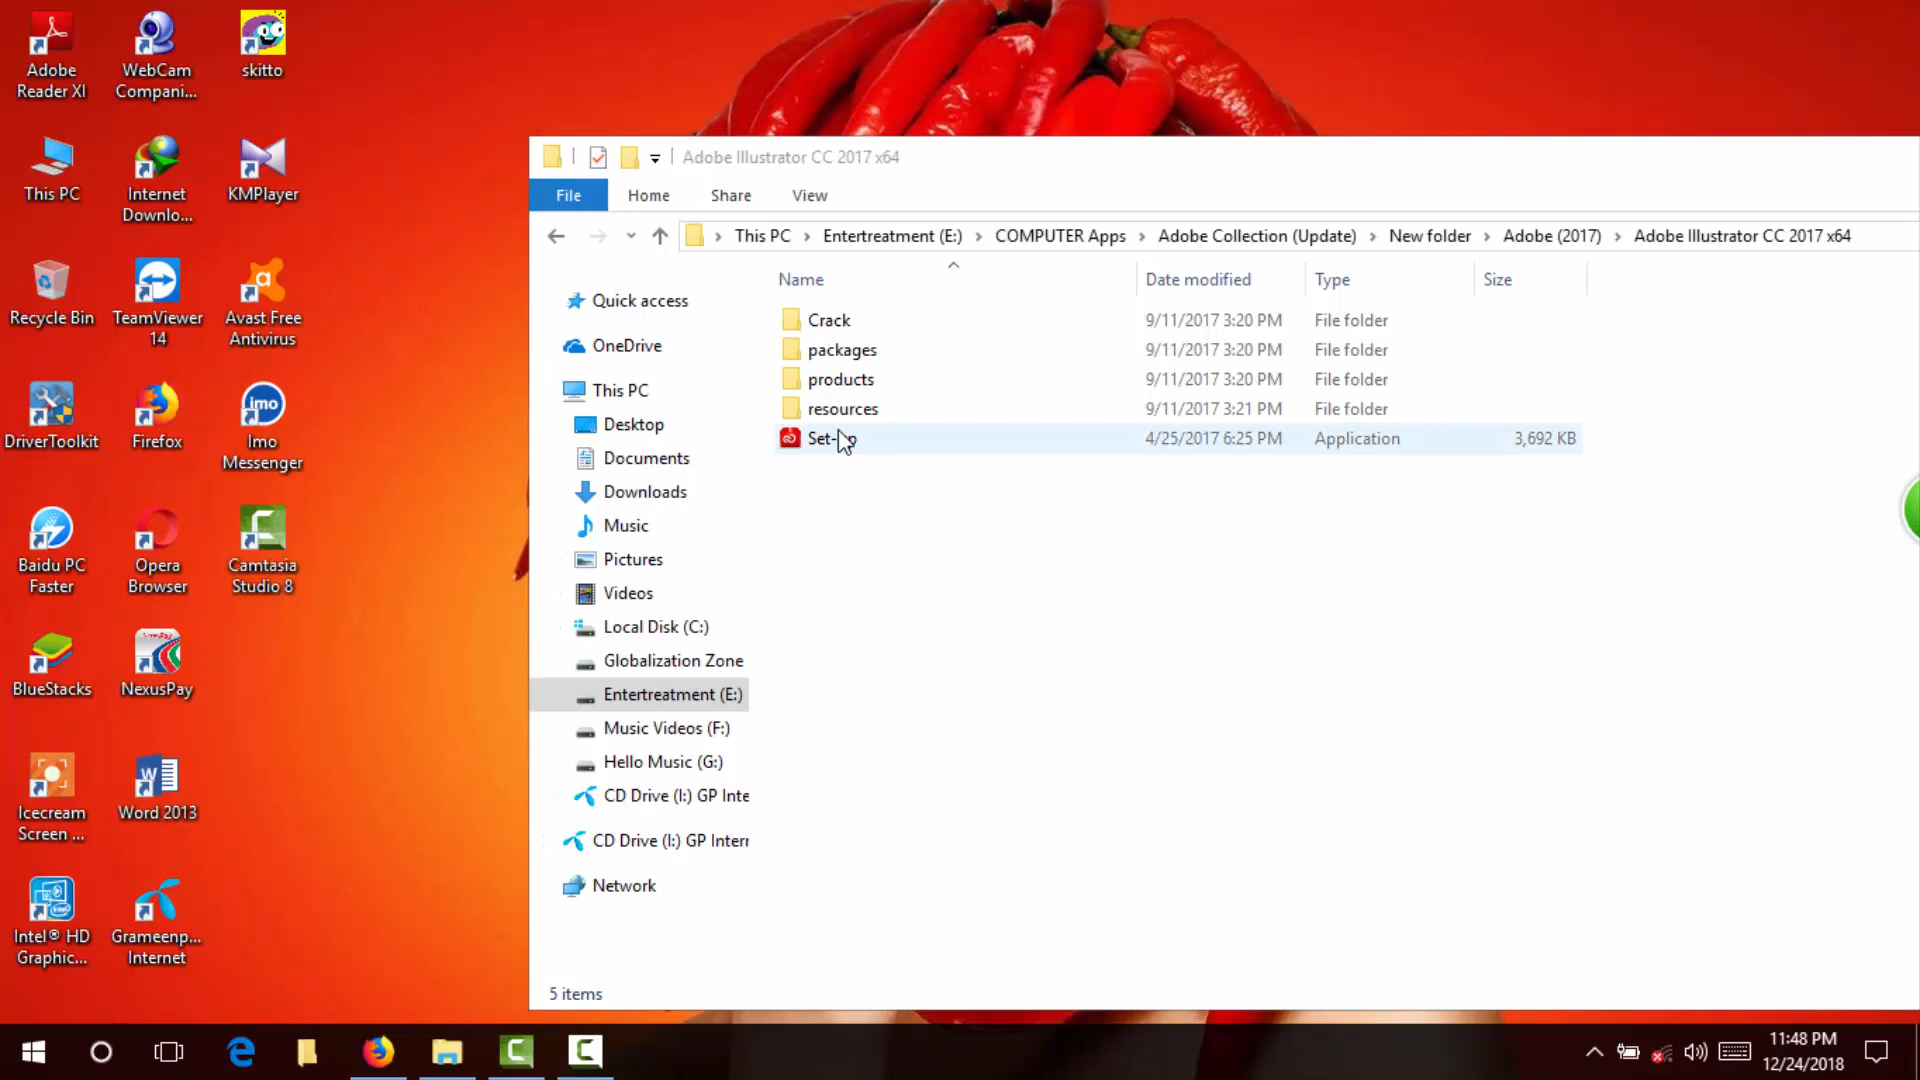 Adobe
Reader XI
WebCam
Compani...
skitto
This PC
Internet
Downlo...
KMPlayer
Recycle Bin
TeamViewer
14
Avast Free
Antivirus
DriverToolkit
Firefox
imo
Imo
Messenger
Baidu PC
Faster
Opera
Browser
Camtasia
Studio 8
BlueStacks
NexusPay
Icecream
Screen ...
Word 2013
Intel® HD
Graphic...
Grameenp...
Internet
Adobe Illustrator CC 2017 x64
File
Home
Share
View
This PC
Entertreatment (E:)
COMPUTER Apps
Adobe Collection (Update)
New folder
Adobe (2017)
Adobe Illustrator CC 2017 x64
Name
Date modified
Type
Size
Quick access
OneDrive
This PC
Desktop
Documents
Downloads
Music
Pictures
Videos
Local Disk (C:)
Globalization Zone
Entertreatment (E:)
Music Videos (F:)
Hello Music (G:)
CD Drive (I:) GP Inte
CD Drive (I:) GP Interr
Network
Crack 9/11/2017 3:20 PM File folder
packages 9/11/2017 3:20 PM File folder
products 9/11/2017 3:20 PM File folder
resources 9/11/2017 3:21 PM File folder
4/25/2017 6:25 PM Application 3,692 KB
5 items
11:48 PM
12/24/2018